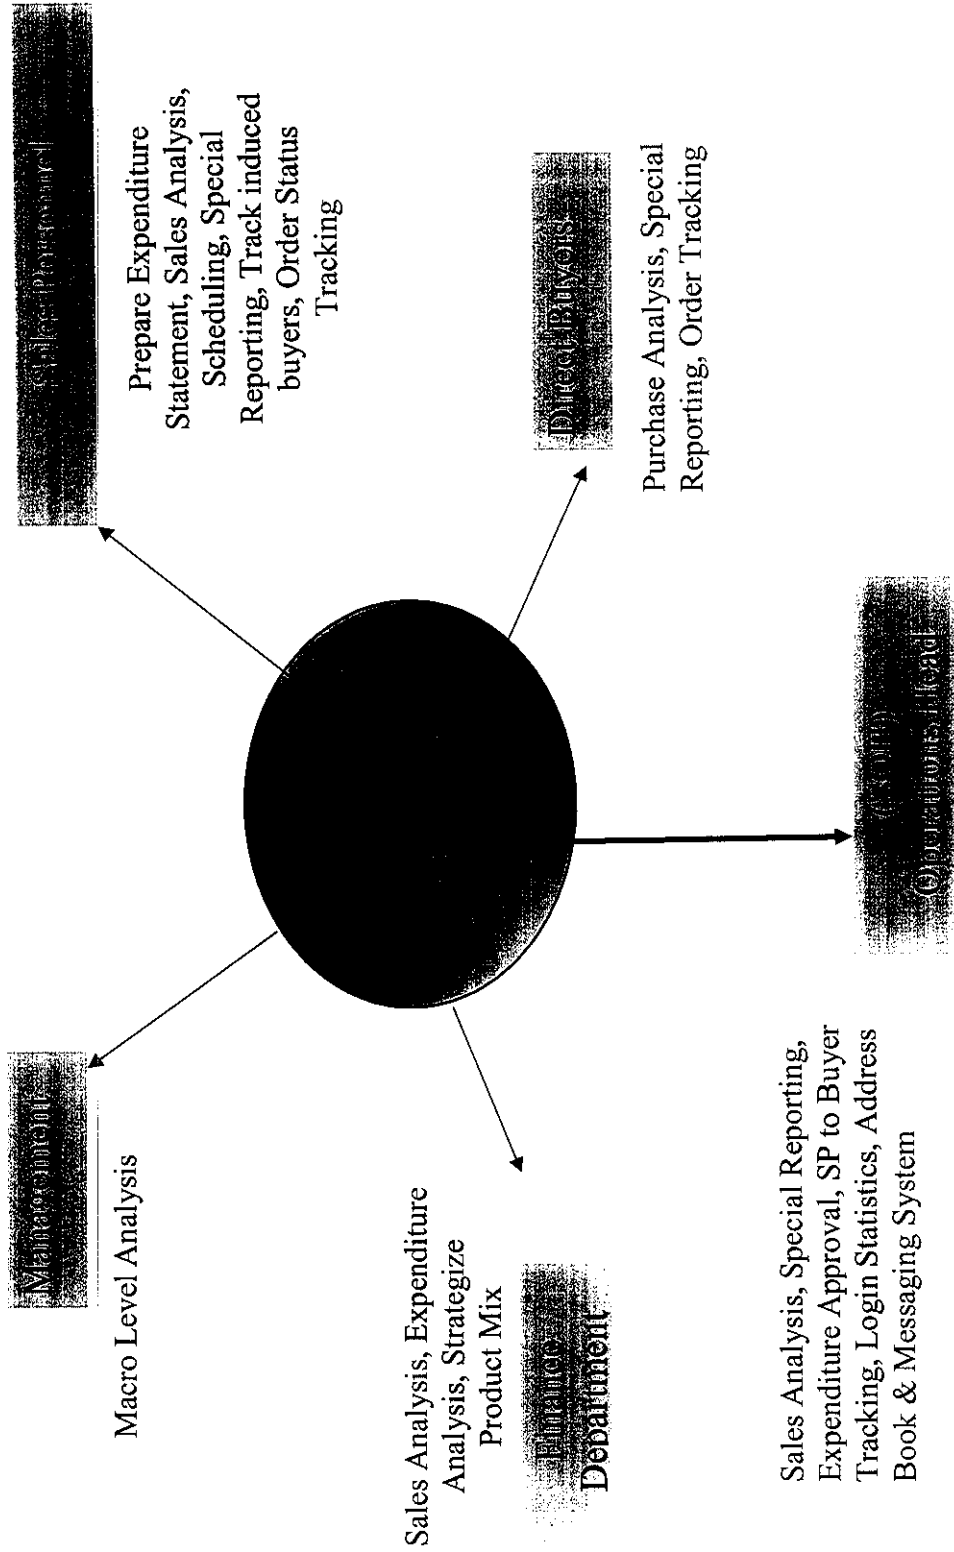 Management
Macro Level Analysis
Sales Personnel
Prepare Expenditure
Statement, Sales Analysis,
Scheduling, Special
Reporting, Track induced
buyers, Order Status
Tracking
Sales Analysis, Expenditure
Analysis, Strategize
Product Mix
Finance
Department
Direct Buyers
Purchase Analysis, Special
Reporting, Order Tracking
Sales Analysis, Special Reporting,
Expenditure Approval, SP to Buyer
Tracking, Login Statistics, Address
Book & Messaging System
Operations Head